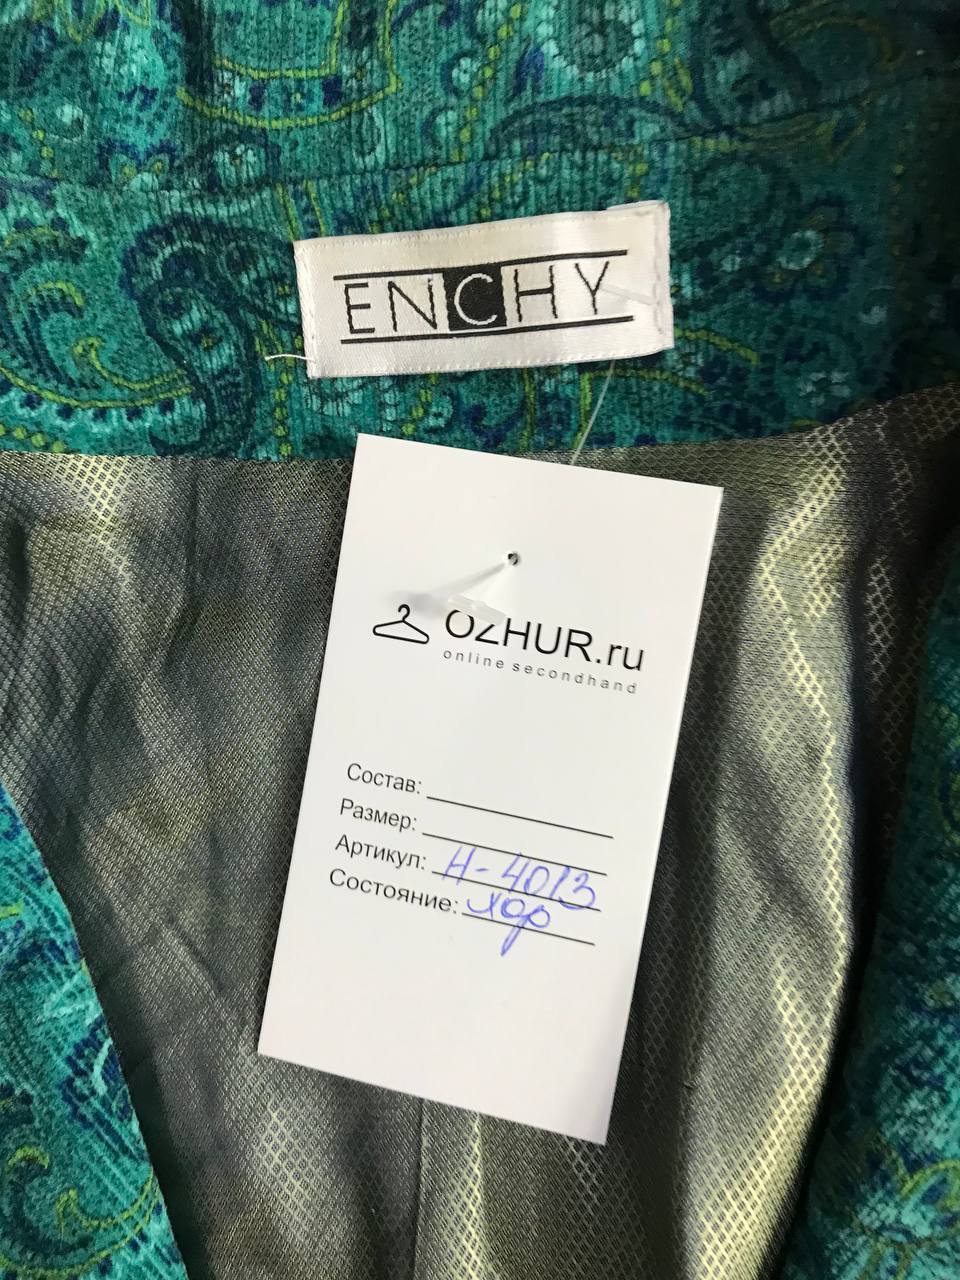 ENCHY
OZHUR.ru
online secondhand
Состав:
Размер:
Артикул: Н-4013
Состояние: хор